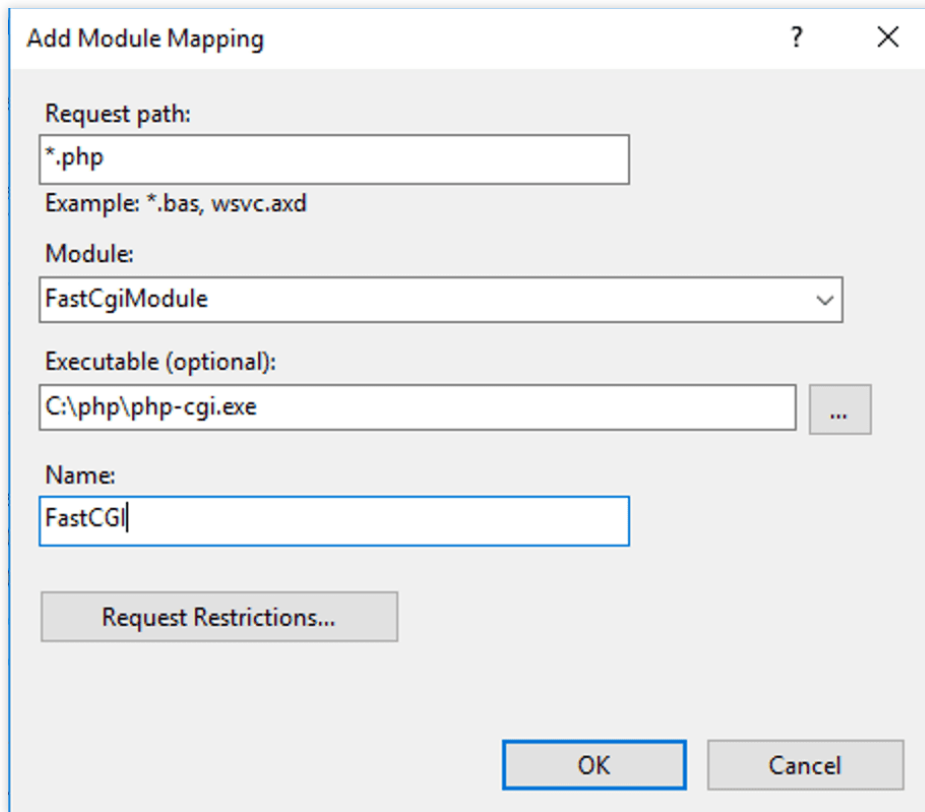 Add Module Mapping
?
Request path:
*.php
Example: *.bas, wsvc.axd
Module:
FastCgiModule
Executable (optional):
C:\php\php-cgi.exe
...
Name:
FastCGI
Request Restrictions...
OK
Cancel